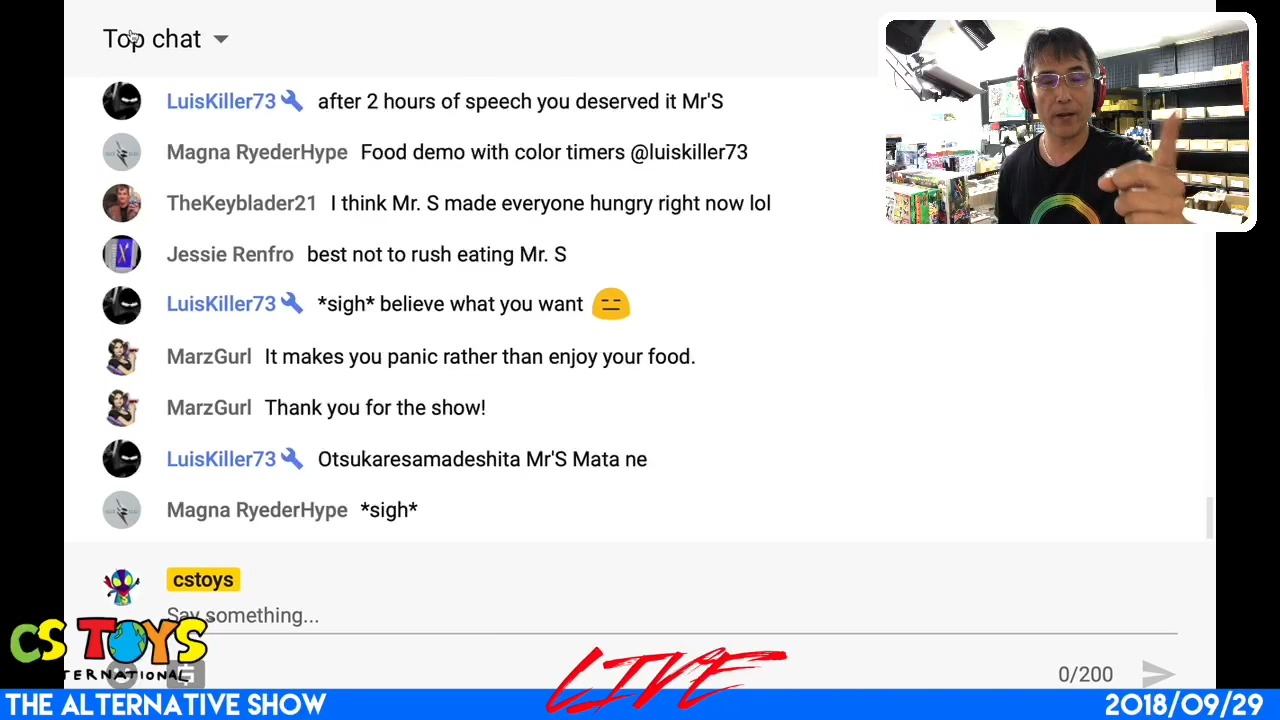 Top chat
LuisKiller73 after 2 hours of speech you deserved it Mr'S
Magna RyederHype Food demo with color timers @luiskiller73
TheKeyblader21 I think Mr. S made everyone hungry right now lol
Jessie Renfro best not to rush eating Mr. S
LuisKiller73 *sigh* believe what you want
MarzGurl It makes you panic rather than enjoy your food.
MarzGurl Thank you for the show!
LuisKiller73 Otsukaresamadeshita Mr'S Mata ne
Magna RyederHype *sigh*
cstoys
Say something...
CS TOYS
TERNATIONAL
LIVE
0/200
THE ALTERNATIVE SHOW
2018/09/29